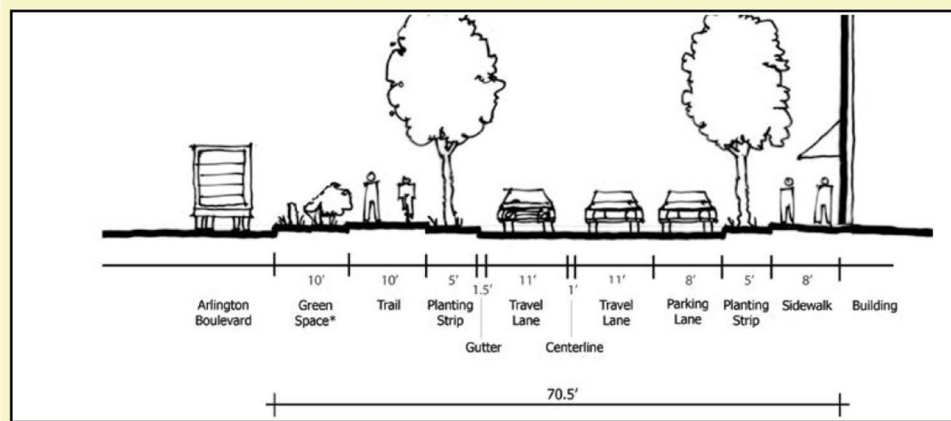 10'
10'
5'
1.5'
11'
1'
11'
8'
5'
8'
Arlington Boulevard
Green Space*
Trail
Planting Strip
Gutter
Travel Lane
Centerline
Travel Lane
Parking Lane
Planting Strip
Sidewalk
Building
70.5'